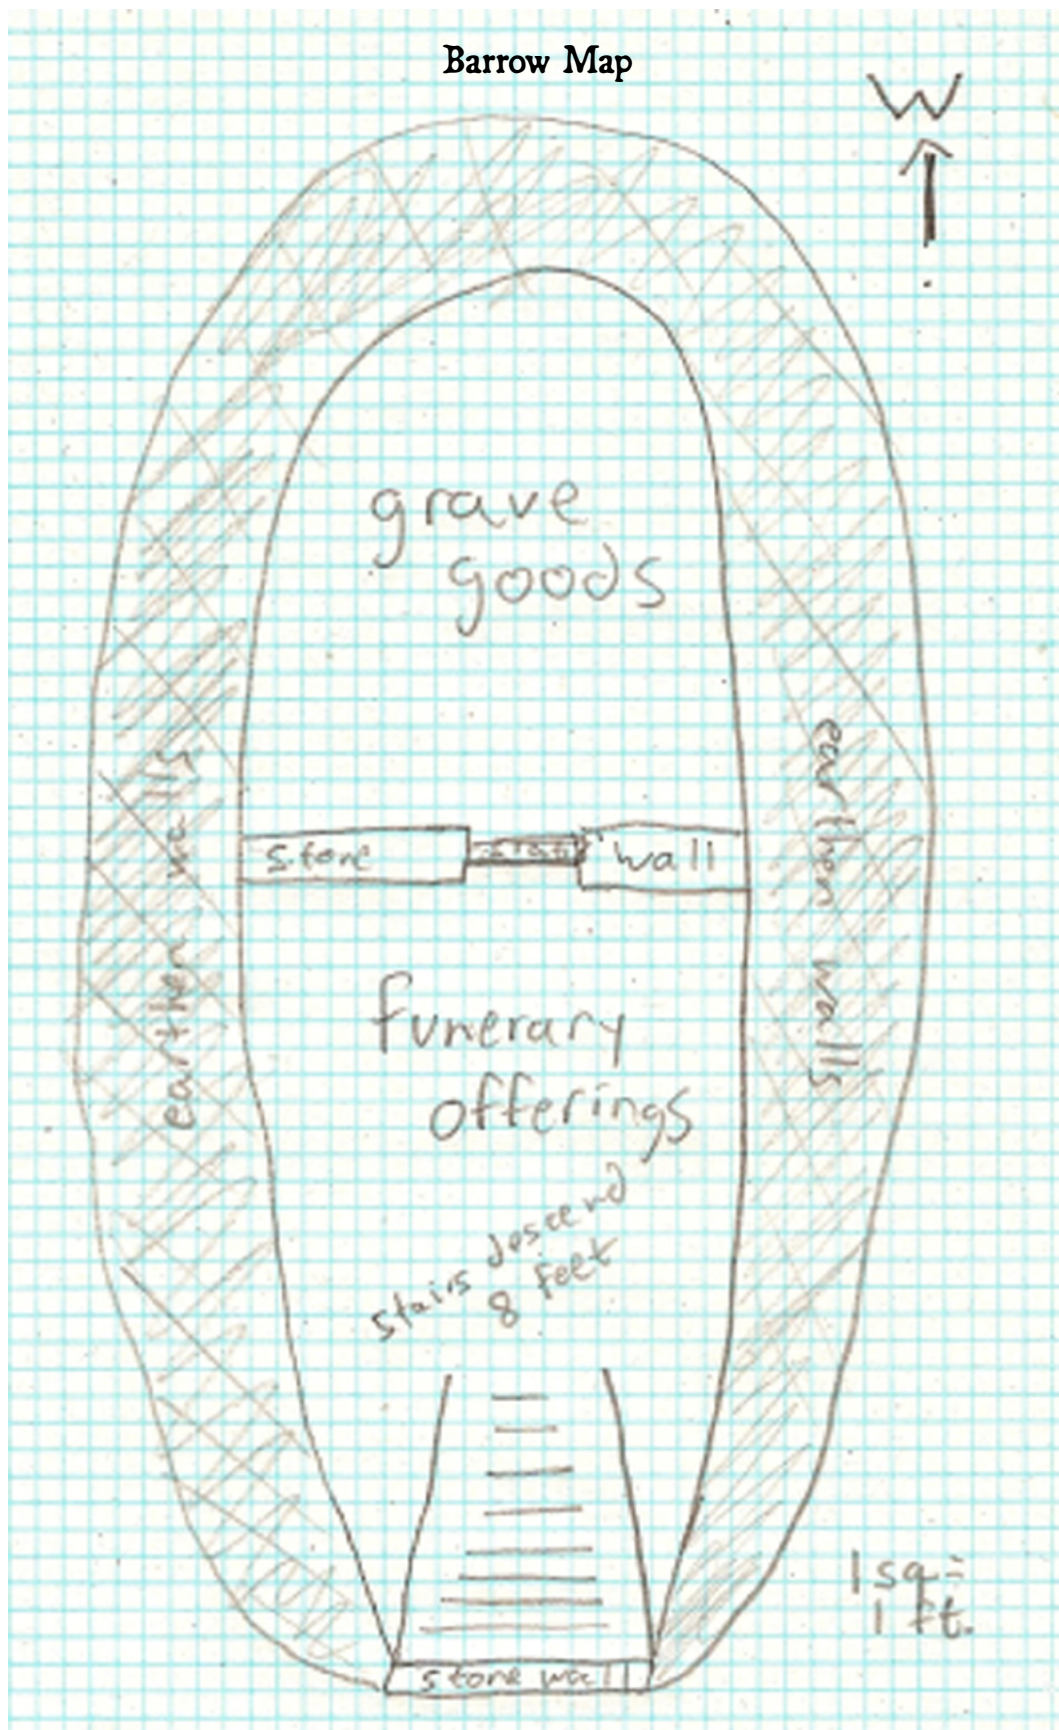 Barrow Map
W
grave
goods
earthen walls
earthen walls
stone
wall
funerary
offerings
stairs descend
8 feet
1 sq =
1 ft.
stone wall